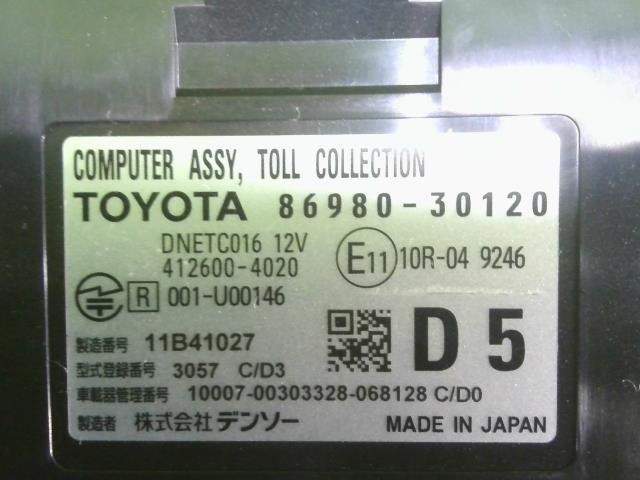 COMPUTER ASSY, TOLL COLLECTION
TOYOTA 86980-30120
DNETC016 12V
412600-4020
E11 10R-04 9246
R 001-U00146
D5
製造番号 11B41027
型式登録番号 3057 C/D3
車載器管理番号 10007-00303328-068128 C/D0
製造者 株式会社デンソー MADE IN JAPAN